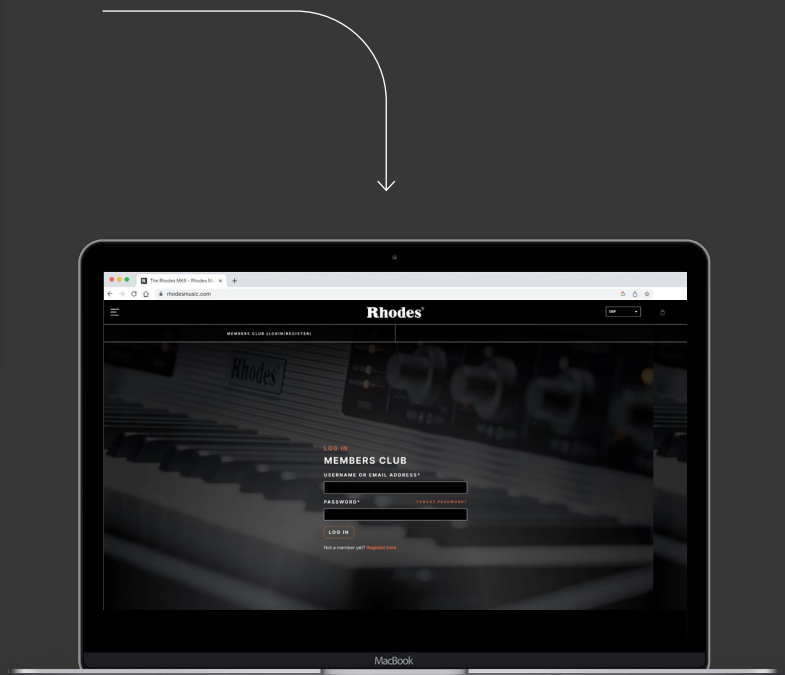 The Rhodes MK8 - Rhodes Mu
rhodesmusic.com
Rhodes®
GBP
MEMBERS CLUB (LOGIN/REGISTER)
Rhodes
LOG IN
MEMBERS CLUB
USERNAME OR EMAIL ADDRESS*
PASSWORD*
FORGOT PASSWORD?
LOG IN
Not a member yet? Register here
MacBook